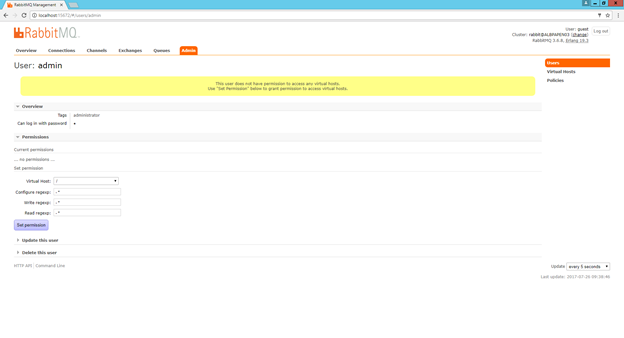 RabbitMQ Management
localhost:15672/#/users/admin
RabbitMQ
User: guest
Log out
Cluster: rabbit@ALBPAREN03 (change)
RabbitMQ 3.6.9, Erlang 19.3
Overview Connections Channels Exchanges Queues Admin
User: admin
Users
Virtual Hosts
Policies
This user does not have permission to access any virtual hosts.
Use "Set Permission" below to grant permission to access virtual hosts.
Overview
Tags administrator
Can log in with password
Permissions
Current permissions
... no permissions ...
Set permission
Virtual Host: /
Configure regexp: .*
Write regexp: .*
Read regexp: .*
Set permission
Update this user
Delete this user
HTTP API Command Line
Update every 5 seconds
Last update: 2017-07-20 09:38:46